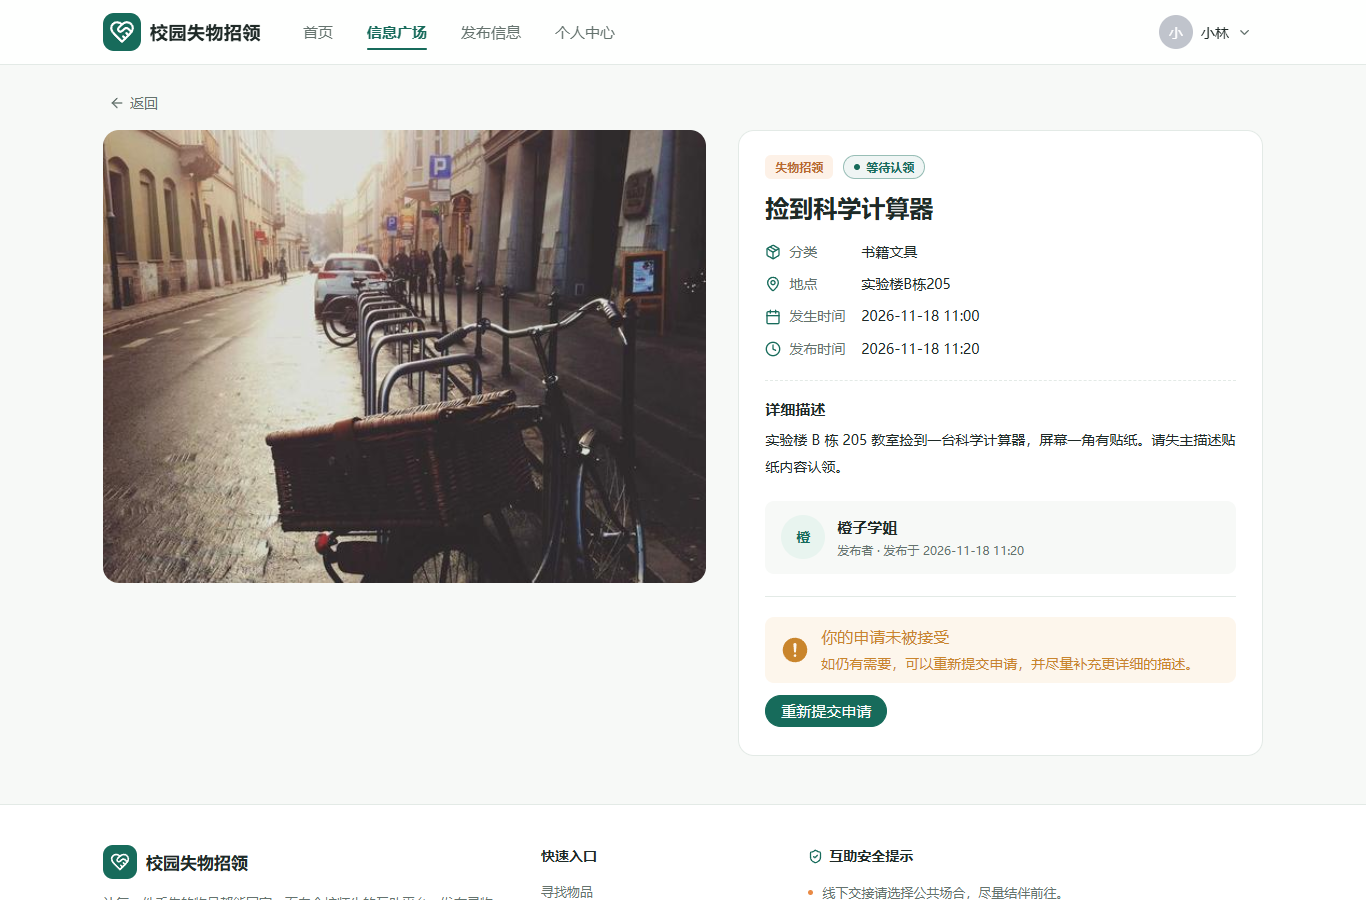 校园失物招领
首页
信息广场
发布信息
个人中心
小
小林
返回
P
失物招领
等待认领
捡到科学计算器
分类
书籍文具
地点
实验楼B栋205
发生时间
2026-11-18 11:00
发布时间
2026-11-18 11:20
详细描述
实验楼 B 栋 205 教室捡到一台科学计算器，屏幕一角有贴纸。请失主描述贴
纸内容认领。
橙
橙子学姐
发布者 · 发布于 2026-11-18 11:20
你的申请未被接受
如仍有需要，可以重新提交申请，并尽量补充更详细的描述。
重新提交申请
校园失物招领
快速入口
寻找物品
互助安全提示
线下交接请选择公共场合，尽量结伴前往。